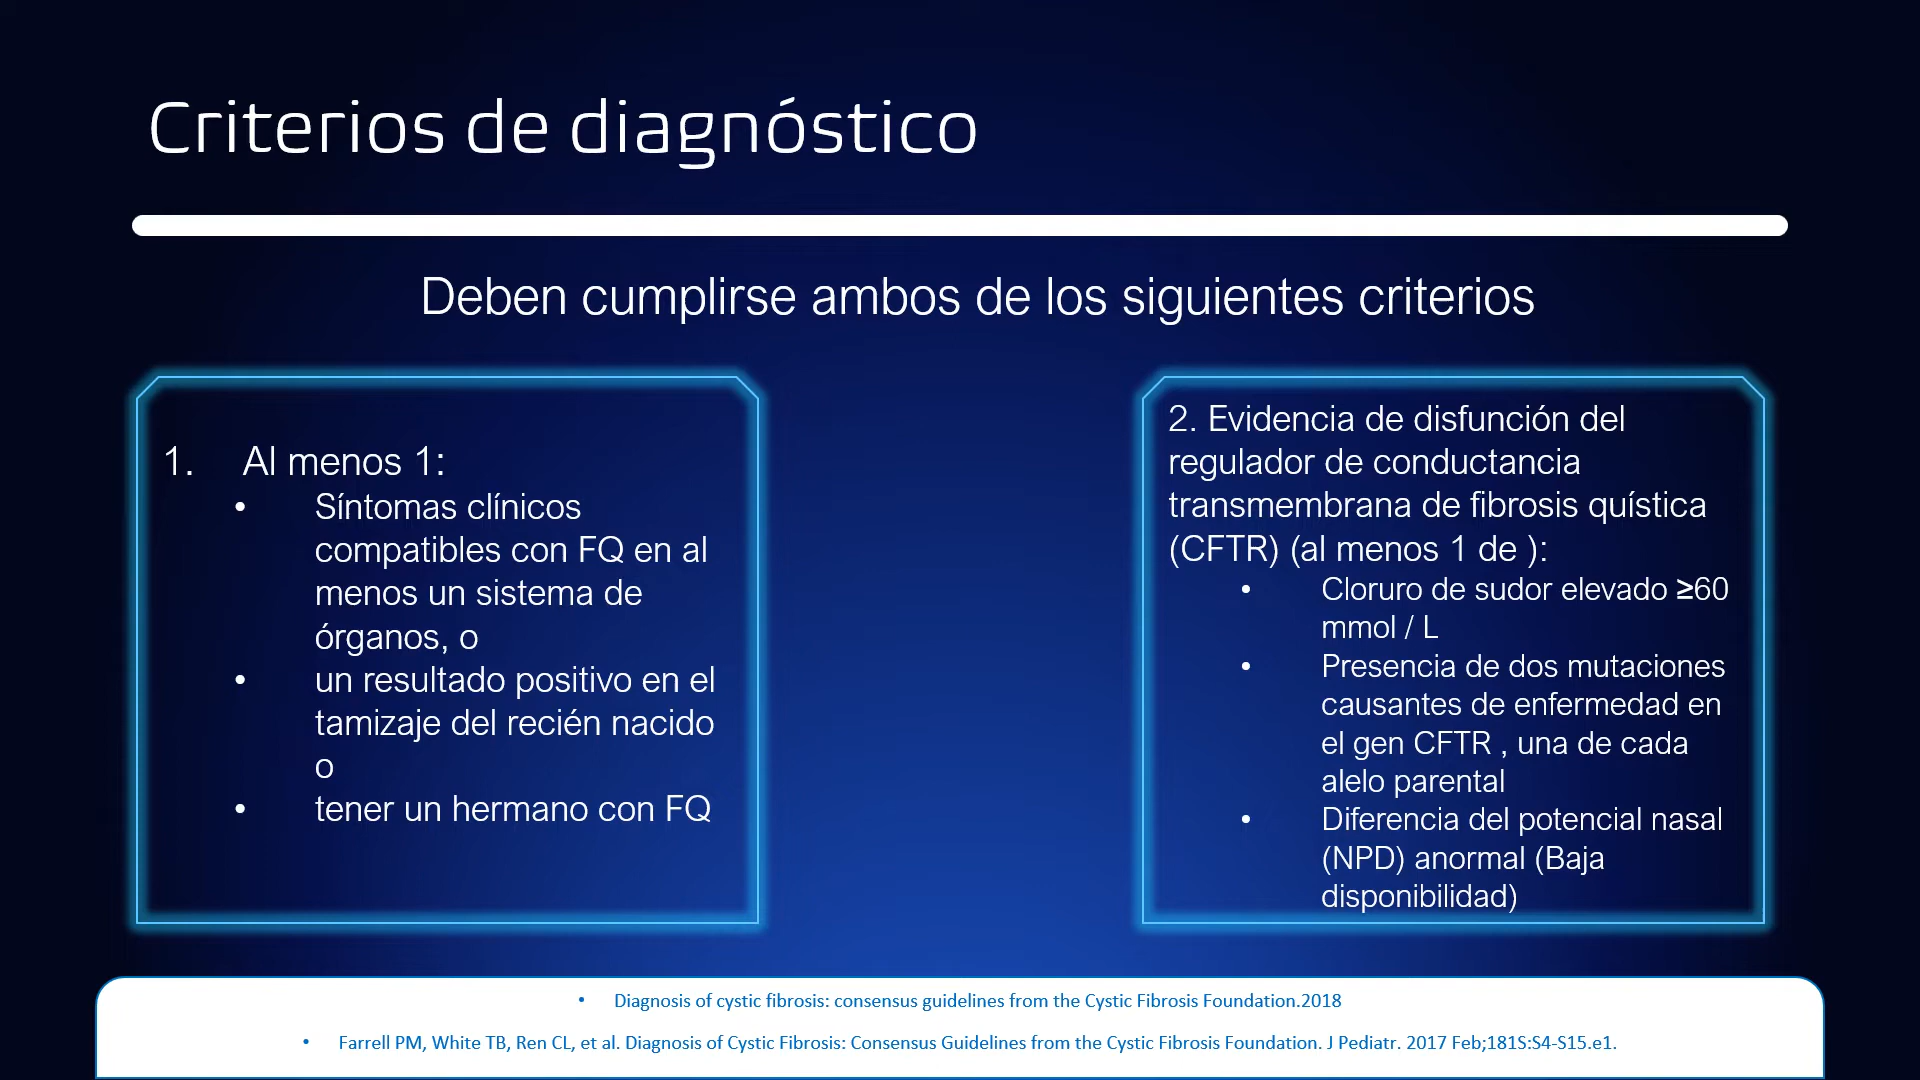 Criterios de diagnóstico
Deben cumplirse ambos de los siguientes criterios
1. Al menos 1:
• Síntomas clínicos
compatibles con FQ en al
menos un sistema de
órganos, o
• un resultado positivo en el
tamizaje del recién nacido
o
• tener un hermano con FQ
2. Evidencia de disfunción del
regulador de conductancia
transmembrana de fibrosis quística
(CFTR) (al menos 1 de ):
• Cloruro de sudor elevado ≥60
mmol / L
• Presencia de dos mutaciones
causantes de enfermedad en
el gen CFTR , una de cada
alelo parental
• Diferencia del potencial nasal
(NPD) anormal (Baja
disponibilidad)
• Diagnosis of cystic fibrosis: consensus guidelines from the Cystic Fibrosis Foundation.2018
• Farrell PM, White TB, Ren CL, et al. Diagnosis of Cystic Fibrosis: Consensus Guidelines from the Cystic Fibrosis Foundation. J Pediatr. 2017 Feb;181S:S4-S15.e1.